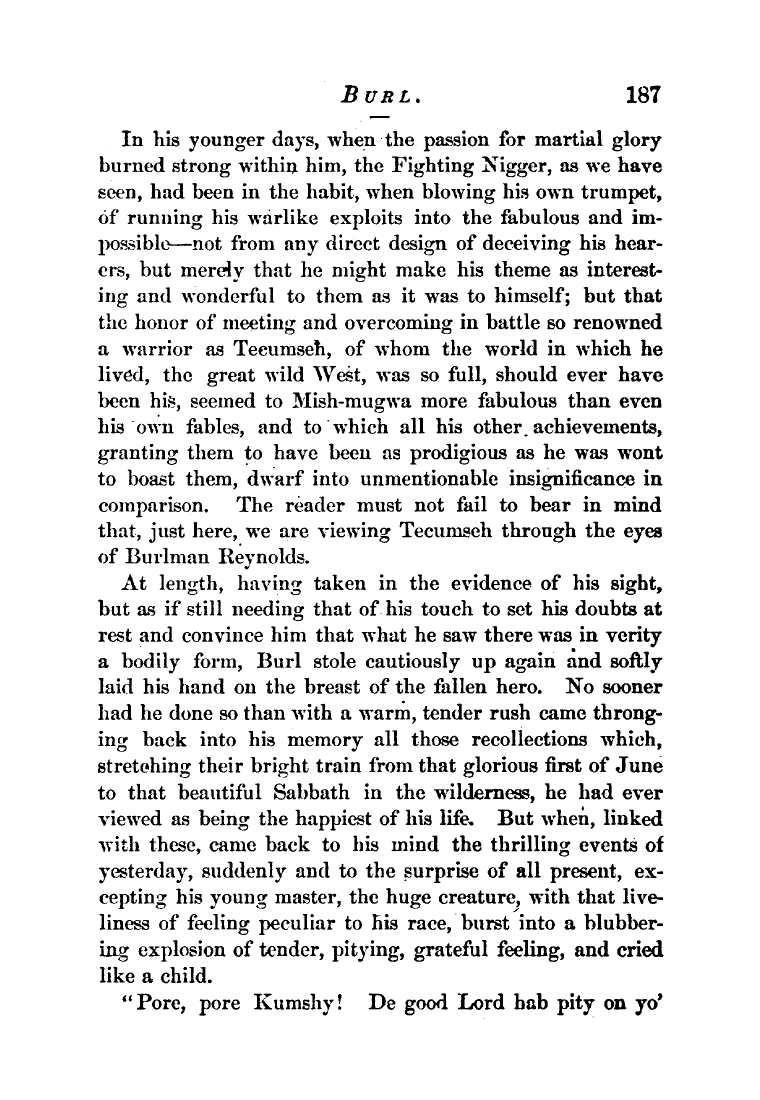 BURL.
187
In his younger days, when the passion for martial glory
burned strong within him, the Fighting Nigger, as we have
seen, had been in the habit, when blowing his own trumpet,
of running his warlike exploits into the fabulous and im-
possible—not from any direct design of deceiving his hear-
ers, but merely that he might make his theme as interest-
ing and wonderful to them as it was to himself; but that
the honor of meeting and overcoming in battle so renowned
a warrior as Tecumseh, of whom the world in which he
lived, the great wild West, was so full, should ever have
been his, seemed to Mish-mugwa more fabulous than even
his own fables, and to which all his other achievements,
granting them to have been as prodigious as he was wont
to boast them, dwarf into unmentionable insignificance in
comparison. The reader must not fail to bear in mind
that, just here, we are viewing Tecumseh through the eyes
of Burlman Reynolds.
At length, having taken in the evidence of his sight,
but as if still needing that of his touch to set his doubts at
rest and convince him that what he saw there was in verity
a bodily form, Burl stole cautiously up again and softly
laid his hand on the breast of the fallen hero. No sooner
had he done so than with a warm, tender rush came throng-
ing back into his memory all those recollections which,
stretching their bright train from that glorious first of June
to that beautiful Sabbath in the wilderness, he had ever
viewed as being the happiest of his life. But when, linked
with these, came back to his mind the thrilling events of
yesterday, suddenly and to the surprise of all present, ex-
cepting his young master, the huge creature, with that live-
liness of feeling peculiar to his race, burst into a blubber-
ing explosion of tender, pitying, grateful feeling, and cried
like a child.
"Pore, pore Kumshy! De good Lord hab pity on yo'